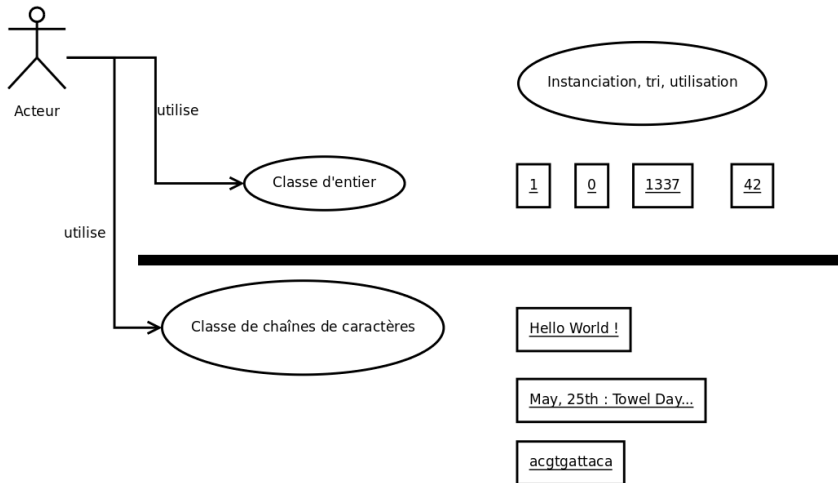 Acteur
utilise
Instanciation, tri, utilisation
Classe d'entier
1
0
1337
42
utilise
Classe de chaînes de caractères
Hello World !
May, 25th : Towel Day...
acgtgattaca